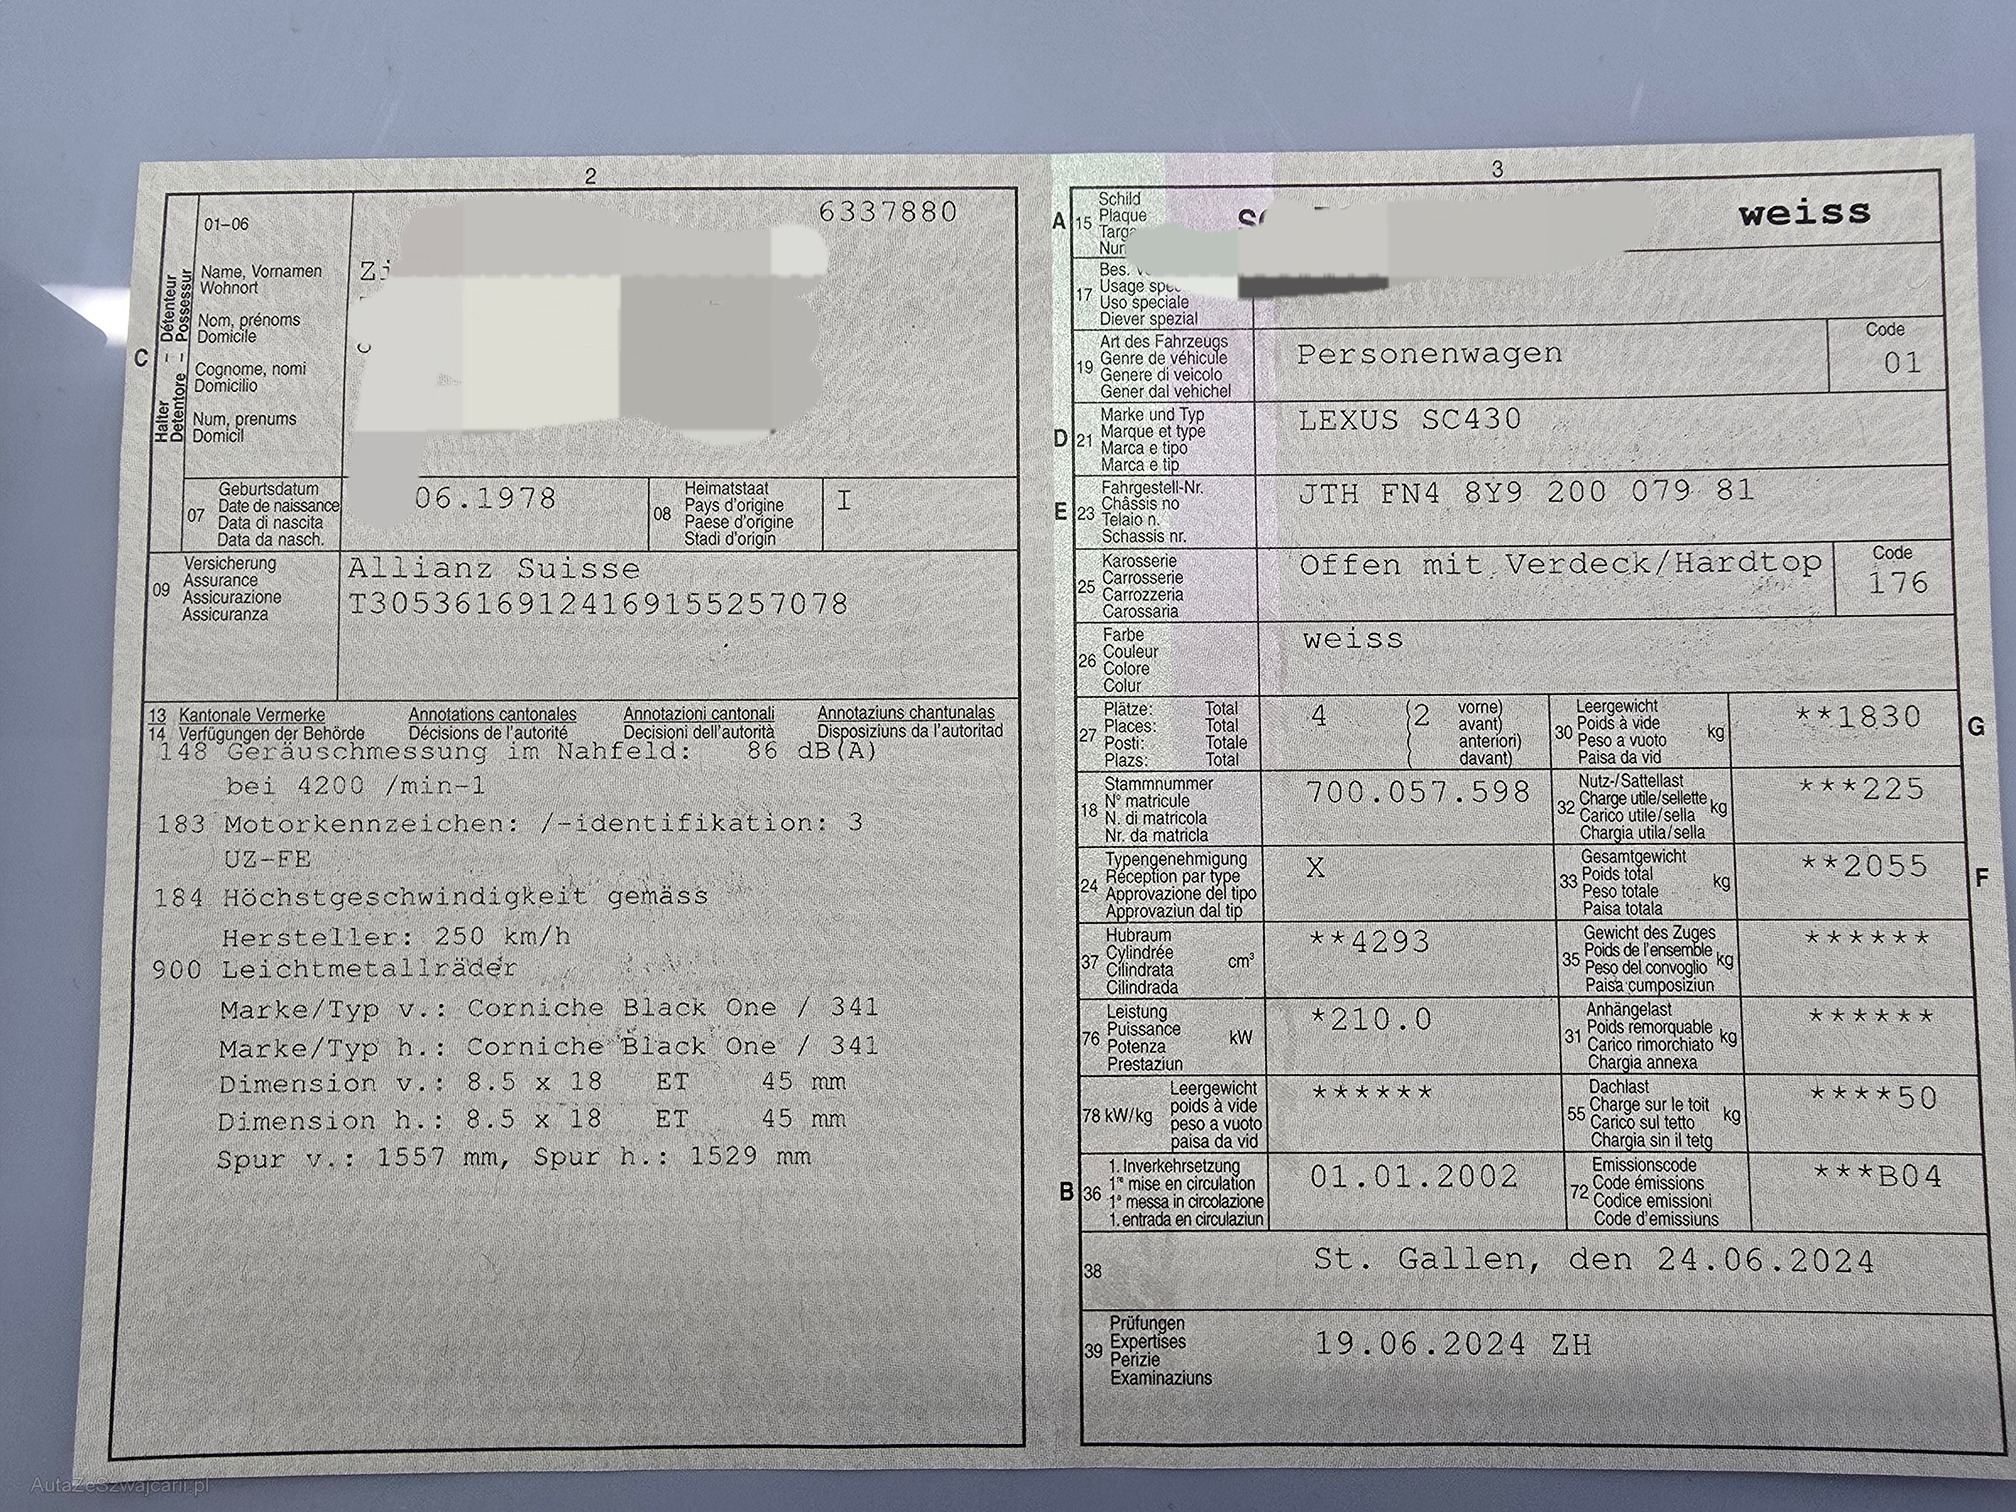 2
01–06
6337880
C
Halter – Détenteur
Detentore – Possessur
Name, Vornamen
Wohnort
Nom, prénoms
Domicile
Cognome, nomi
Domicilio
Num, prenums
Domicil
07
Geburtsdatum
Date de naissance
Data di nascita
Data da nasch.
06.1978
08
Heimatstaat
Pays d'origine
Paese d'origine
Stadi d'origin
I
09
Versicherung
Assurance
Assicurazione
Assicuranza
Allianz Suisse
T30536169124169155257078
13 Kantonale Vermerke Annotations cantonales Annotazioni cantonali Annotaziuns chantunalas
14 Verfügungen der Behörde Décisions de l'autorité Decisioni dell'autorità Disposiziuns da l'autoritad
148 Geräuschmessung im Nahfeld: 86 dB(A)
bei 4200 /min-1
183 Motorkennzeichen: /-identifikation: 3
UZ-FE
184 Höchstgeschwindigkeit gemäss
Hersteller: 250 km/h
900 Leichtmetallräder
Marke/Typ v.: Corniche Black One / 341
Marke/Typ h.: Corniche Black One / 341
Dimension v.: 8.5 x 18 ET 45 mm
Dimension h.: 8.5 x 18 ET 45 mm
Spur v.: 1557 mm, Spur h.: 1529 mm
3
A
15
Schild
Plaque
weiss
17
Bes.
Usage
Uso speciale
Diever spezial
19
Art des Fahrzeugs
Genre de véhicule
Genere di veicolo
Gener dal vehichel
Personenwagen
Code
01
D
21
Marke und Typ
Marque et type
Marca e tipo
Marca e tip
LEXUS SC430
E
23
Fahrgestell-Nr.
Châssis no
Telaio n.
Schassis nr.
JTH FN4 8Y9 200 079 81
25
Karosserie
Carrosserie
Carrozzeria
Carossaria
Offen mit Verdeck/Hardtop
Code
176
26
Farbe
Couleur
Colore
Colur
weiss
27
Plätze: Total
Places: Total
Posti: Totale
Plazs: Total
4 (2 vorne)
avant)
( anteriori)
( davant)
30
Leergewicht
Poids à vide
Peso a vuoto
Paisa da vid
kg
**1830
G
18
Stammnummer
N° matricule
N. di matricola
Nr. da matricla
700.057.598
32
Nutz-/Sattellast
Charge utile/sellette
Carico utile/sella
Chargia utila/sella
kg
***225
24
Typengenehmigung
Réception par type
Approvazione del tipo
Approvaziun dal tip
X
33
Gesamtgewicht
Poids total
Peso totale
Paisa totala
kg
**2055
F
37
Hubraum
Cylindrée
Cilindrata
Cilindrada
cm³
**4293
35
Gewicht des Zuges
Poids de l'ensemble
Peso del convoglio
Paisa cumposiziun
kg
******
76
Leistung
Puissance
Potenza
Prestaziun
kW
*210.0
31
Anhängelast
Poids remorquable
Carico rimorchiato
Chargia annexa
kg
******
78 kW/kg
Leergewicht
poids à vide
peso a vuoto
paisa da vid
******
55
Dachlast
Charge sur le toit
Carico sul tetto
Chargia sin il tetg
kg
****50
B
36
1. Inverkehrsetzung
1re mise en circulation
1a messa in circolazione
1. entrada en circulaziun
01.01.2002
72
Emissionscode
Code émissions
Codice emissioni
Code d'emissiuns
***B04
38
St. Gallen, den 24.06.2024
39
Prüfungen
Expertises
Perizie
Examinaziuns
19.06.2024 ZH
AutaZeSzwajcarii.pl